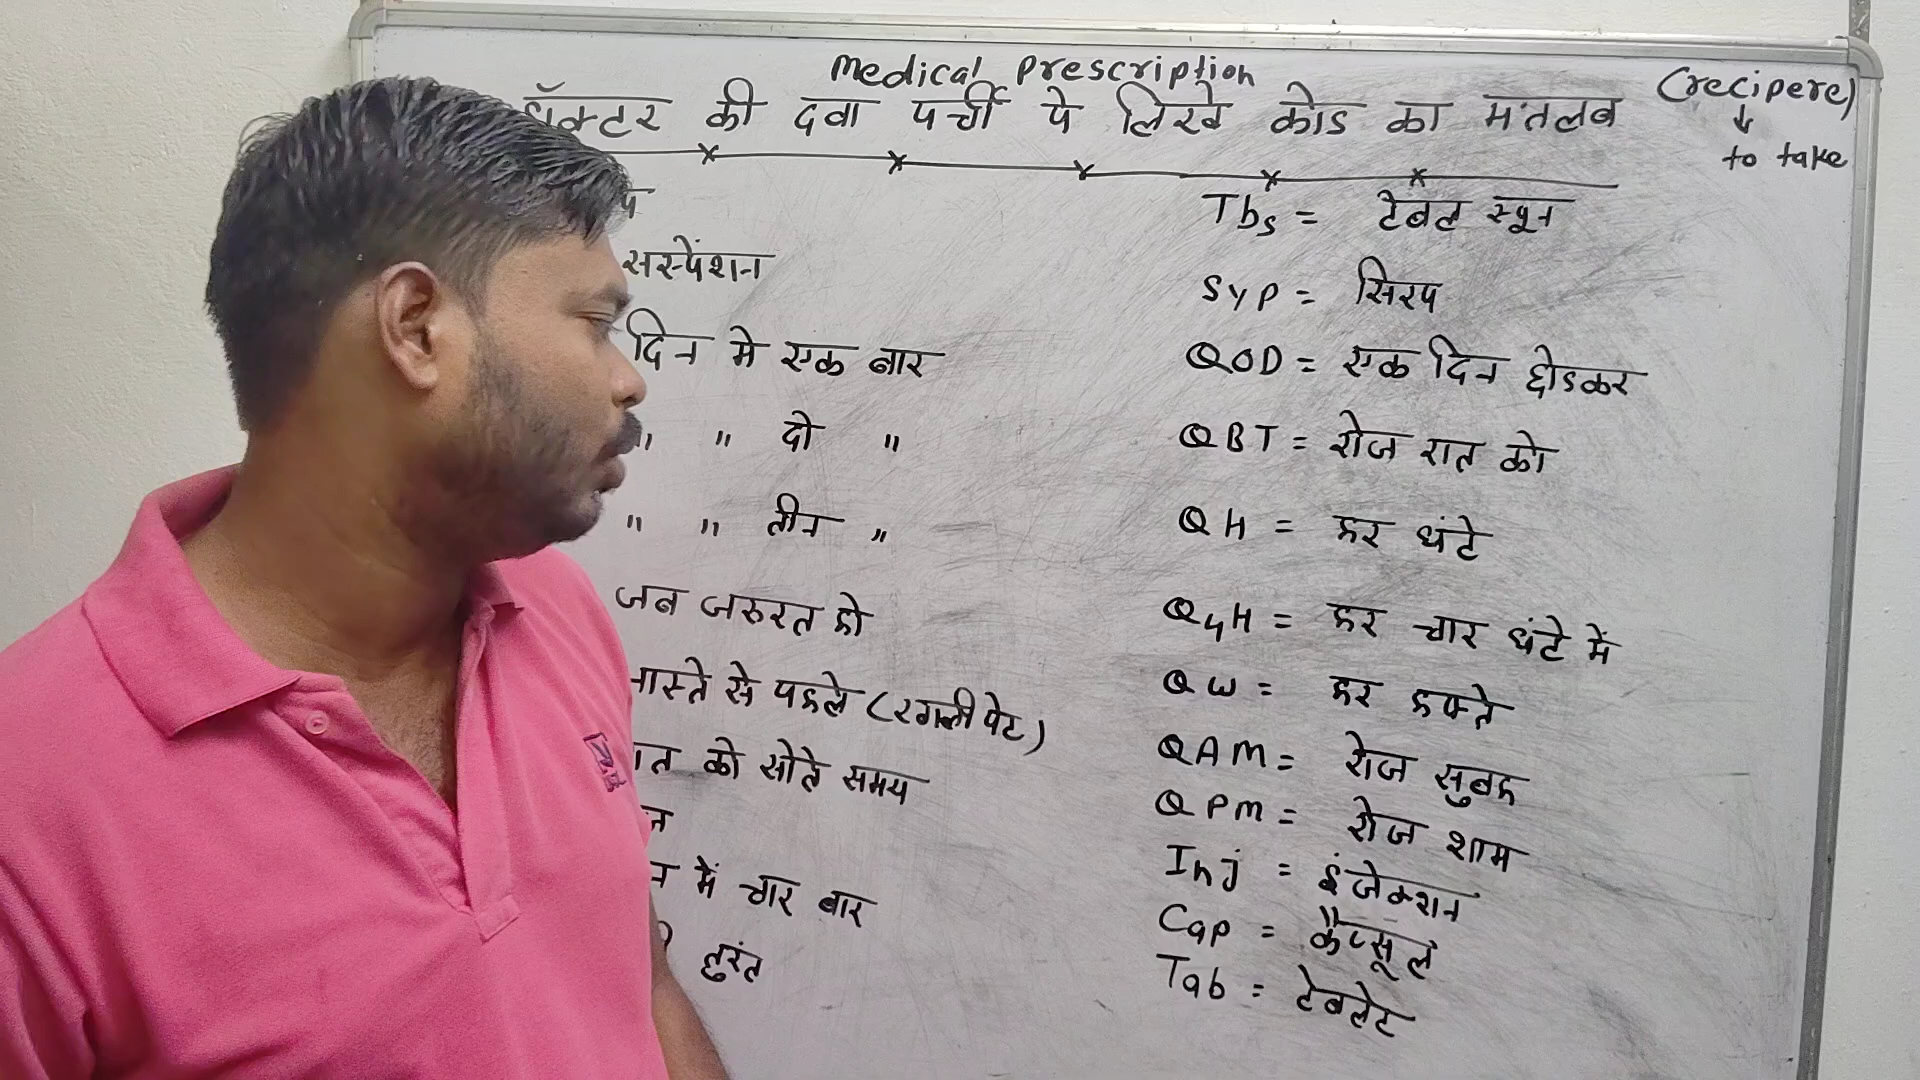 medical prescription
डॉक्टर की दवा पर्ची पे लिखे कोड का मतलब
(recipere)
↓
to take
सस्पेंशन
दिन मे एक बार
" " दो "
" " तीन "
जब जरुरत हो
नास्ते से पहले (खाली पेट)
रात को सोते समय
में चार बार
तुरंत
Tbs = टेबल स्पून
SYP = सिरप
QOD = एक दिन छोडकर
QBT = रोज रात को
QH = हर घंटे
Q4H = हर चार घंटे में
QW = हर हफ्ते
QAM = रोज सुबह
QPM = रोज शाम
Inj = इंजेक्शन
Cap = कैप्सूल
Tab = टेबलेट